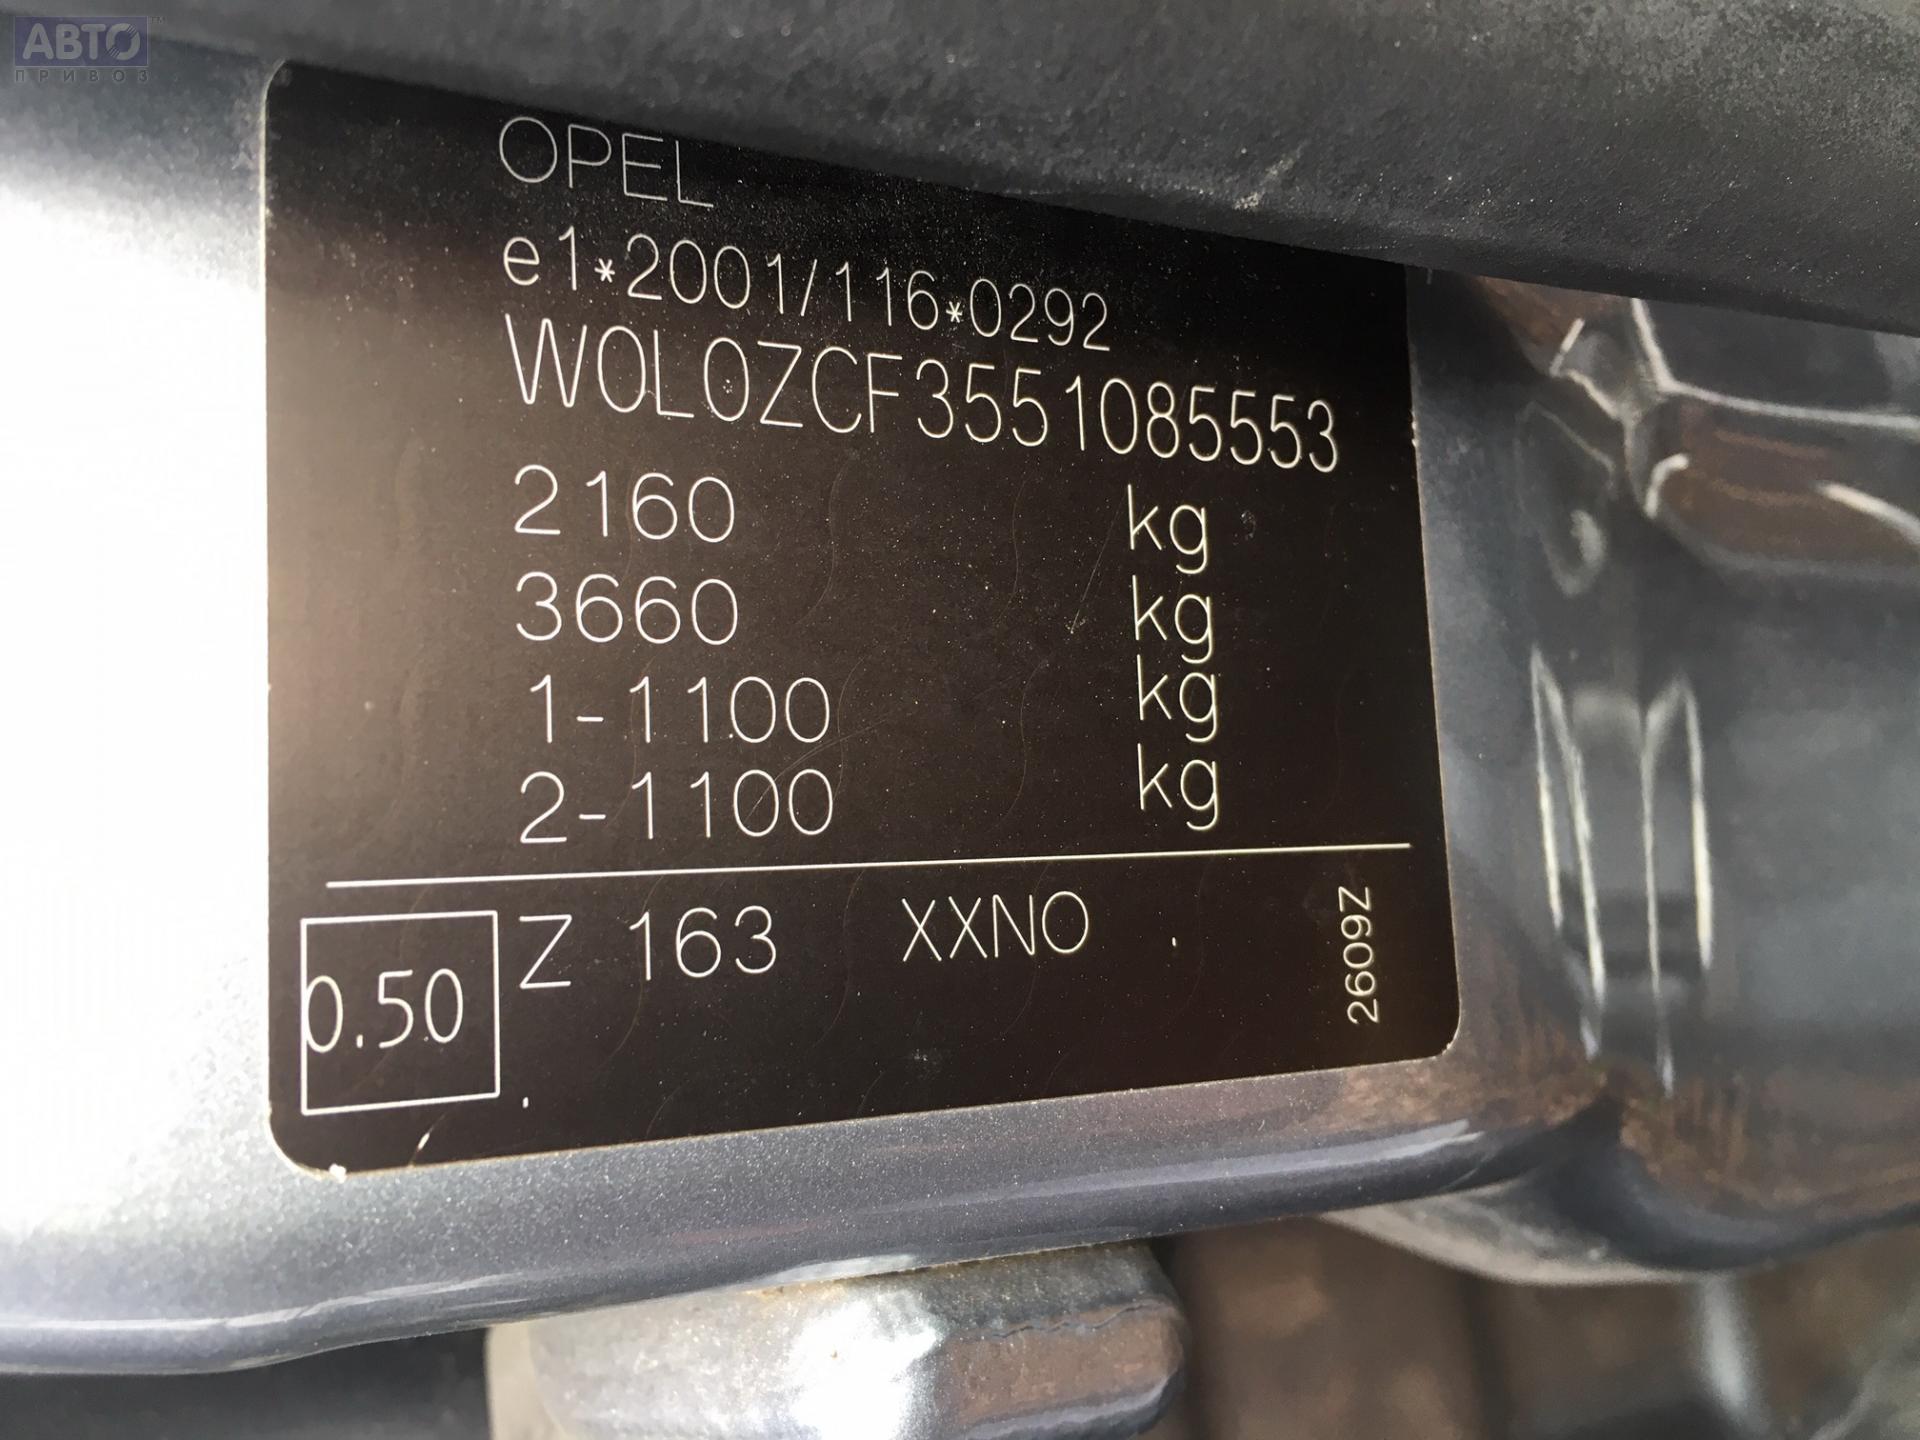 АВТО™
ПРИВОЗ
OPEL
e1*2001/116*0292
W0L0ZCF3551085553
2160 kg
3660 kg
1-1100 kg
2-1100 kg
0.50 Z 163 XXNO
2609Z